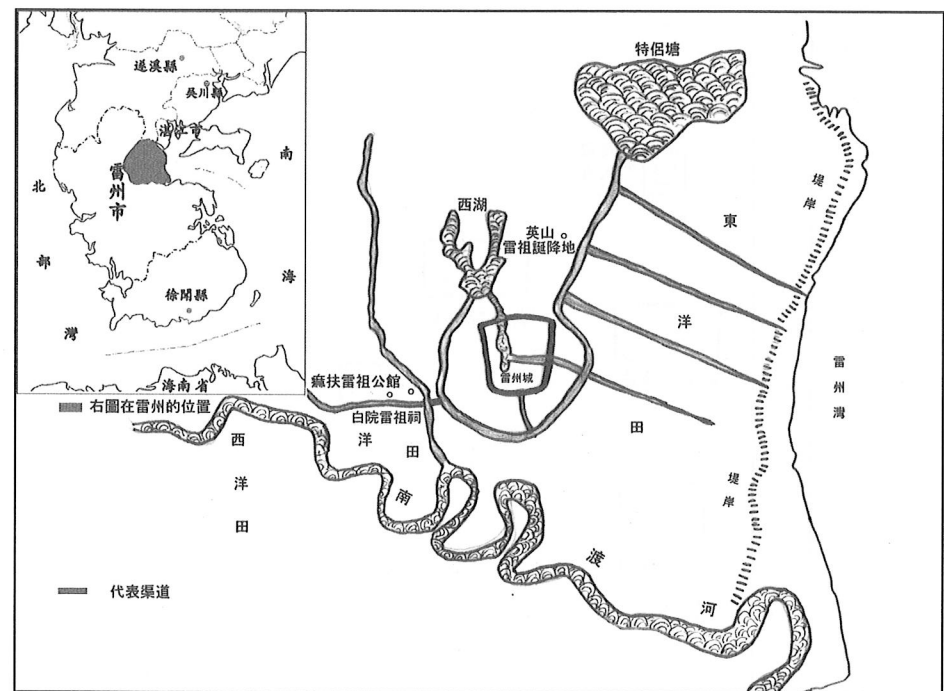 遂溪縣
吳川縣
湛江市
雷州市
南海
北部灣
徐聞縣
海南省
右圖在雷州的位置
代表渠道
特侶塘
西湖
英山
雷祖誕降地
雷州城
東洋田
堤岸
堤岸
雷州灣
麻扶雷祖公館
白院雷祖祠
洋田
西洋田
南渡河